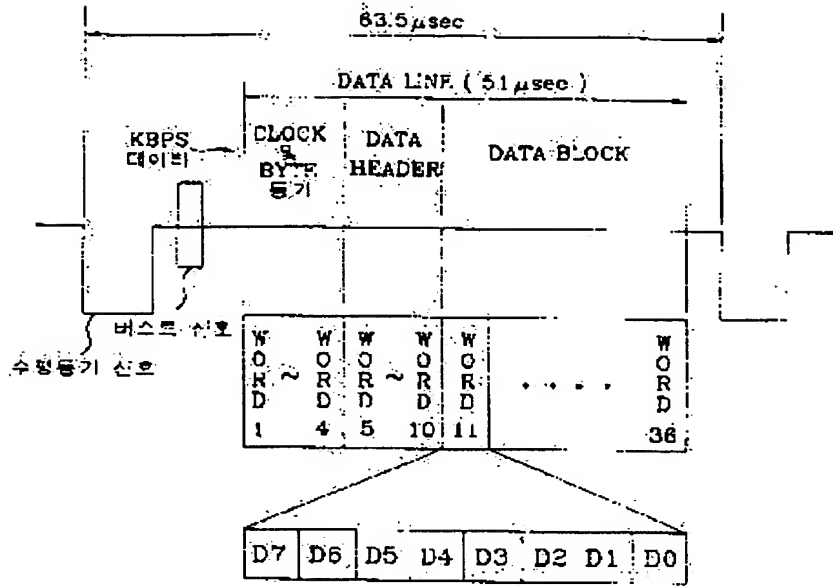 63.5μsec
DATA LINE ( 51μsec )
KBPS
데이터
CLOCK
및
BYTE
동기
DATA
HEADER
DATA BLOCK
버스트 신호
수평동기 신호
WORD 1 ~ WORD 4 WORD 5 ~ WORD 10 WORD 11 .... WORD 36
D7 D6 D5 D4 D3 D2 D1 D0